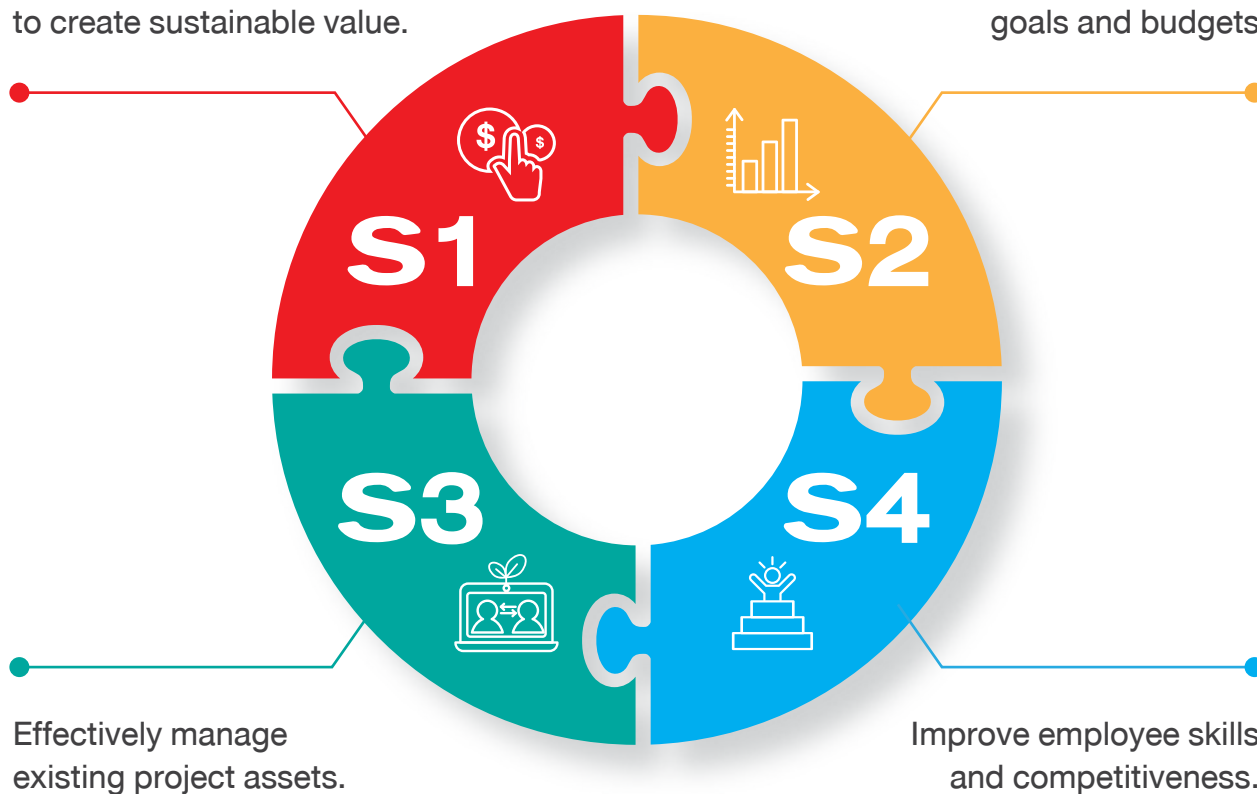 to create sustainable value.
goals and budgets
$
$
S1
S2
S3
S4
Effectively manage
existing project assets.
Improve employee skills
and competitiveness.